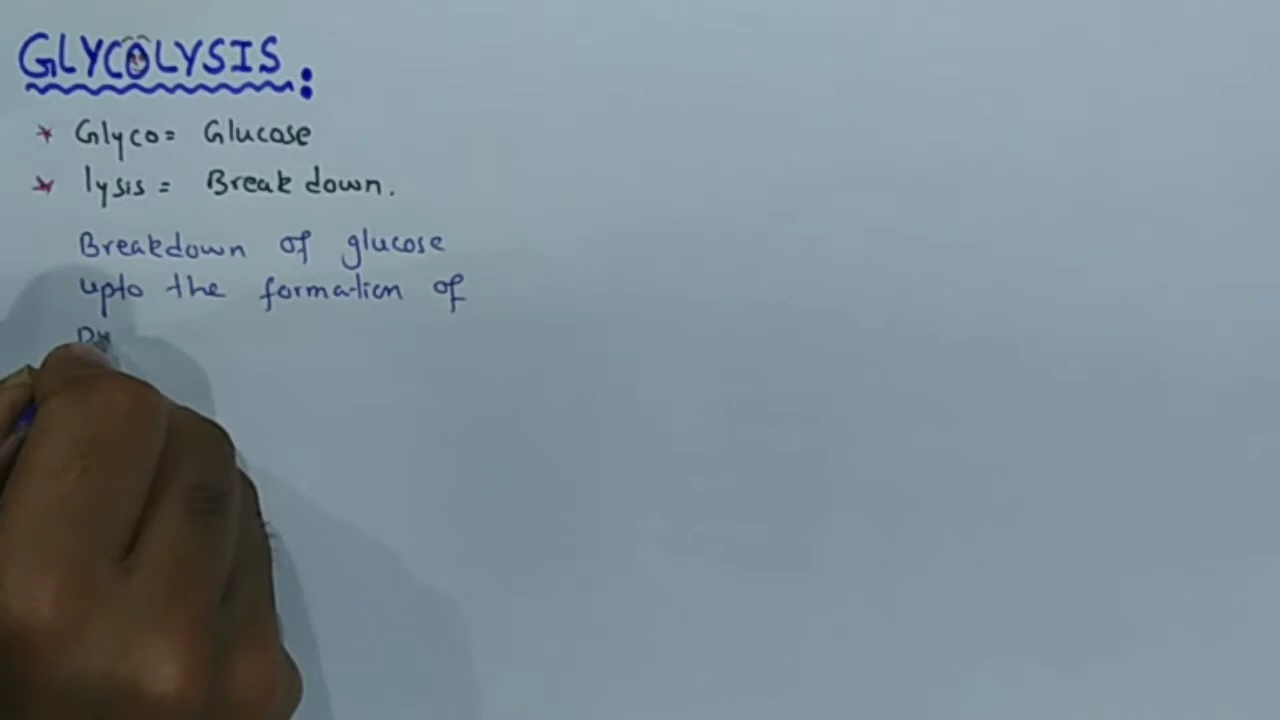 GLYCOLYSIS :
* Glyco = Glucose
* lysis = Break down.
Breakdown of glucose
upto the formation of